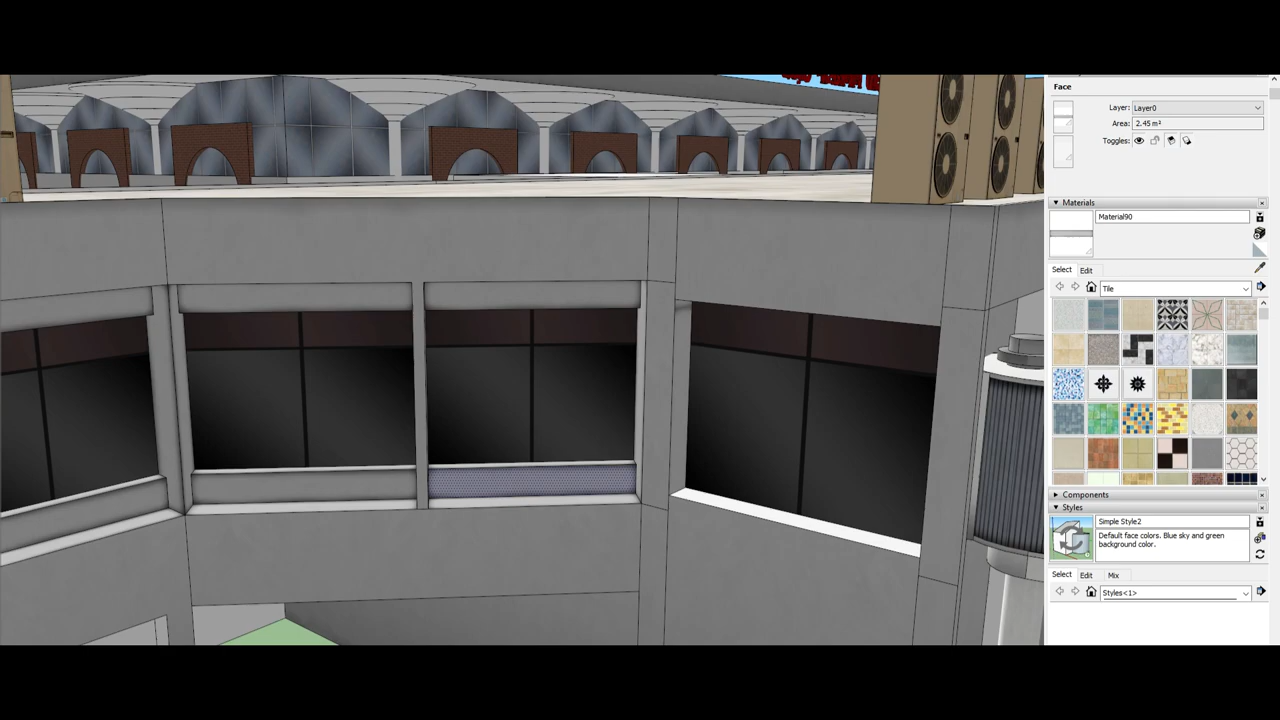 Face
Layer: Layer0
Area: 2.45 m²
Toggles:
Materials
Material90
Select Edit
Tile
Components
Styles
Simple Style2
Default face colors. Blue sky and green
background color.
Select Edit Mix
Styles<1>